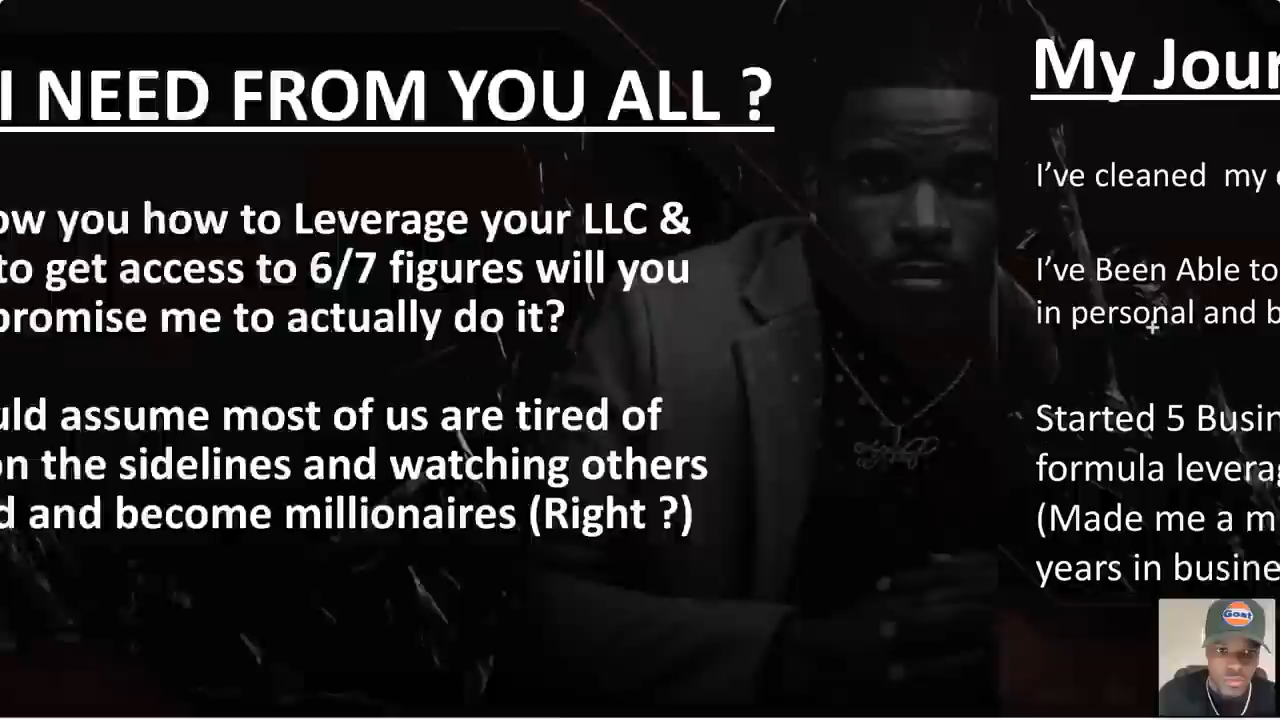 I NEED FROM YOU ALL ?
ow you how to Leverage your LLC &
to get access to 6/7 figures will you
promise me to actually do it?
uld assume most of us are tired of
on the sidelines and watching others
d and become millionaires (Right ?)
My Jour
I’ve cleaned my
I’ve Been Able to
in personal and b
Started 5 Busin
formula leverag
(Made me a m
years in busine
Goat